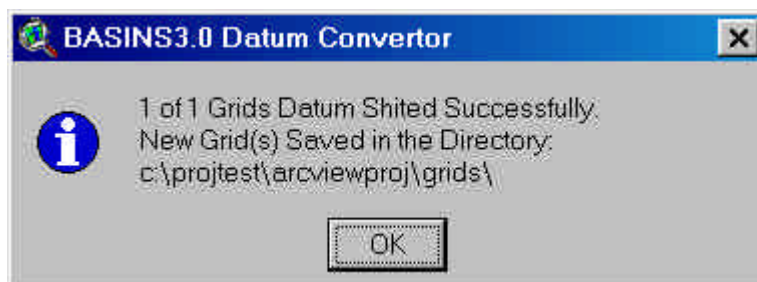 BASINS3.0 Datum Convertor
1 of 1 Grids Datum Shited Successfully.
New Grid(s) Saved in the Directory:
c:\projtest\arcviewproj\grids\
OK